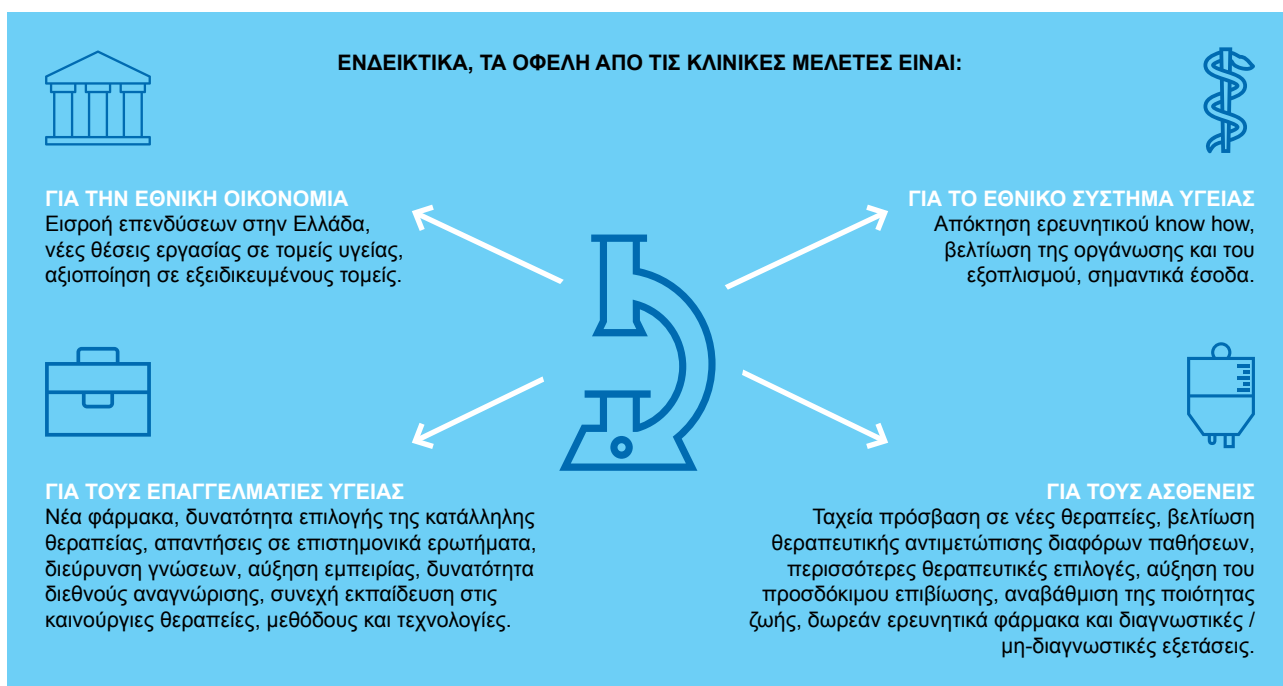 ΕΝΔΕΙΚΤΙΚΑ, ΤΑ ΟΦΕΛΗ ΑΠΟ ΤΙΣ ΚΛΙΝΙΚΕΣ ΜΕΛΕΤΕΣ ΕΙΝΑΙ:
ΓΙΑ ΤΗΝ ΕΘΝΙΚΗ ΟΙΚΟΝΟΜΙΑ
Εισροή επενδύσεων στην Ελλάδα,
νέες θέσεις εργασίας σε τομείς υγείας,
αξιοποίηση σε εξειδικευμένους τομείς.
ΓΙΑ ΤΟ ΕΘΝΙΚΟ ΣΥΣΤΗΜΑ ΥΓΕΙΑΣ
Απόκτηση ερευνητικού know how,
βελτίωση της οργάνωσης και του
εξοπλισμού, σημαντικά έσοδα.
ΓΙΑ ΤΟΥΣ ΕΠΑΓΓΕΛΜΑΤΙΕΣ ΥΓΕΙΑΣ
Νέα φάρμακα, δυνατότητα επιλογής της κατάλληλης
θεραπείας, απαντήσεις σε επιστημονικά ερωτήματα,
διεύρυνση γνώσεων, αύξηση εμπειρίας, δυνατότητα
διεθνούς αναγνώρισης, συνεχή εκπαίδευση στις
καινούργιες θεραπείες, μεθόδους και τεχνολογίες.
ΓΙΑ ΤΟΥΣ ΑΣΘΕΝΕΙΣ
Ταχεία πρόσβαση σε νέες θεραπείες, βελτίωση
θεραπευτικής αντιμετώπισης διαφόρων παθήσεων,
περισσότερες θεραπευτικές επιλογές, αύξηση του
προσδόκιμου επιβίωσης, αναβάθμιση της ποιότητας
ζωής, δωρεάν ερευνητικά φάρμακα και διαγνωστικές /
μη-διαγνωστικές εξετάσεις.